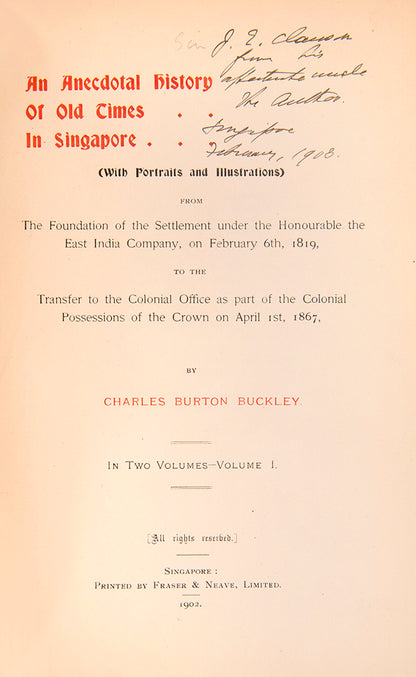 Sir J. E. Clauson
from his
affectionate uncle
The Author.
Singapore
February, 1903.
An Anecdotal History
Of Old Times . .
In Singapore . . .
(With Portraits and Illustrations)
FROM
The Foundation of the Settlement under the Honourable the
East India Company, on February 6th, 1819,
TO THE
Transfer to the Colonial Office as part of the Colonial
Possessions of the Crown on April 1st, 1867,
BY
CHARLES BURTON BUCKLEY.
IN TWO VOLUMES—VOLUME I.
[All rights reserved.]
SINGAPORE:
PRINTED BY FRASER & NEAVE, LIMITED.
1902.